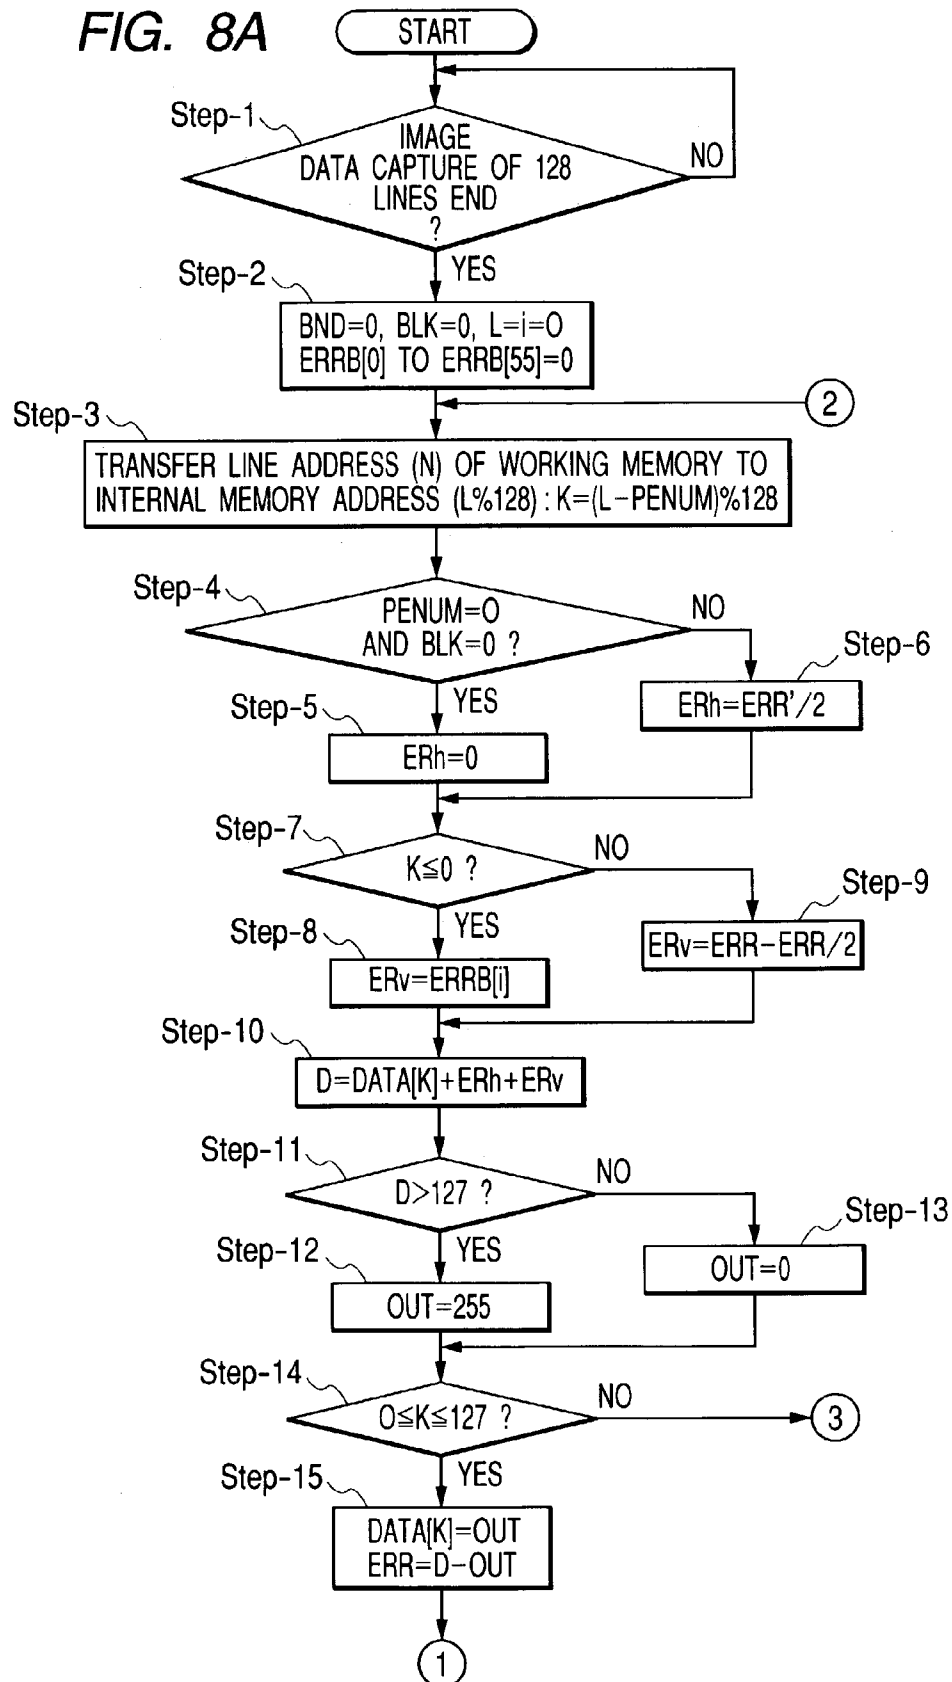 FIG. 8A
START
Step-1
IMAGE
DATA CAPTURE OF 128
LINES END
?
NO
YES
Step-2
BND=0, BLK=0, L=i=0
ERRB[0] TO ERRB[55]=0
2
Step-3
TRANSFER LINE ADDRESS (N) OF WORKING MEMORY TO
INTERNAL MEMORY ADDRESS (L%128) : K=(L-PENUM)%128
Step-4
PENUM=0
AND BLK=0 ?
NO
YES
Step-6
ERh=ERR'/2
Step-5
ERh=0
Step-7
K≦0 ?
NO
YES
Step-9
ERv=ERR-ERR/2
Step-8
ERv=ERRB[i]
Step-10
D=DATA[K]+ERh+ERv
Step-11
D>127 ?
NO
YES
Step-13
OUT=0
Step-12
OUT=255
Step-14
0≦K≦127 ?
NO
3
YES
Step-15
DATA[K]=OUT
ERR=D-OUT
1